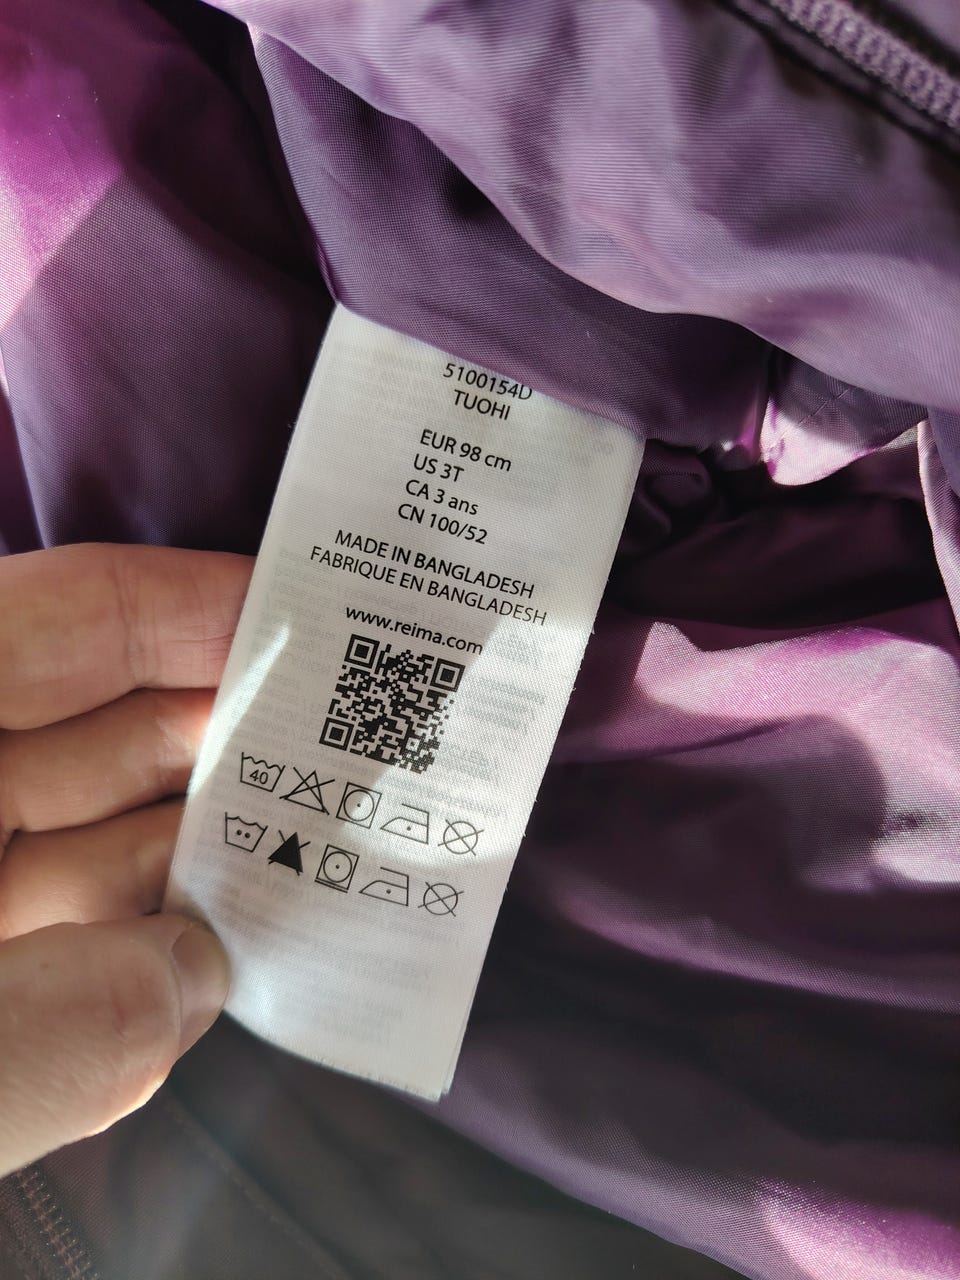 5100154D
TUOHI
EUR 98 cm
US 3T
CA 3 ans
CN 100/52
MADE IN BANGLADESH
FABRIQUE EN BANGLADESH
www.reima.com
40